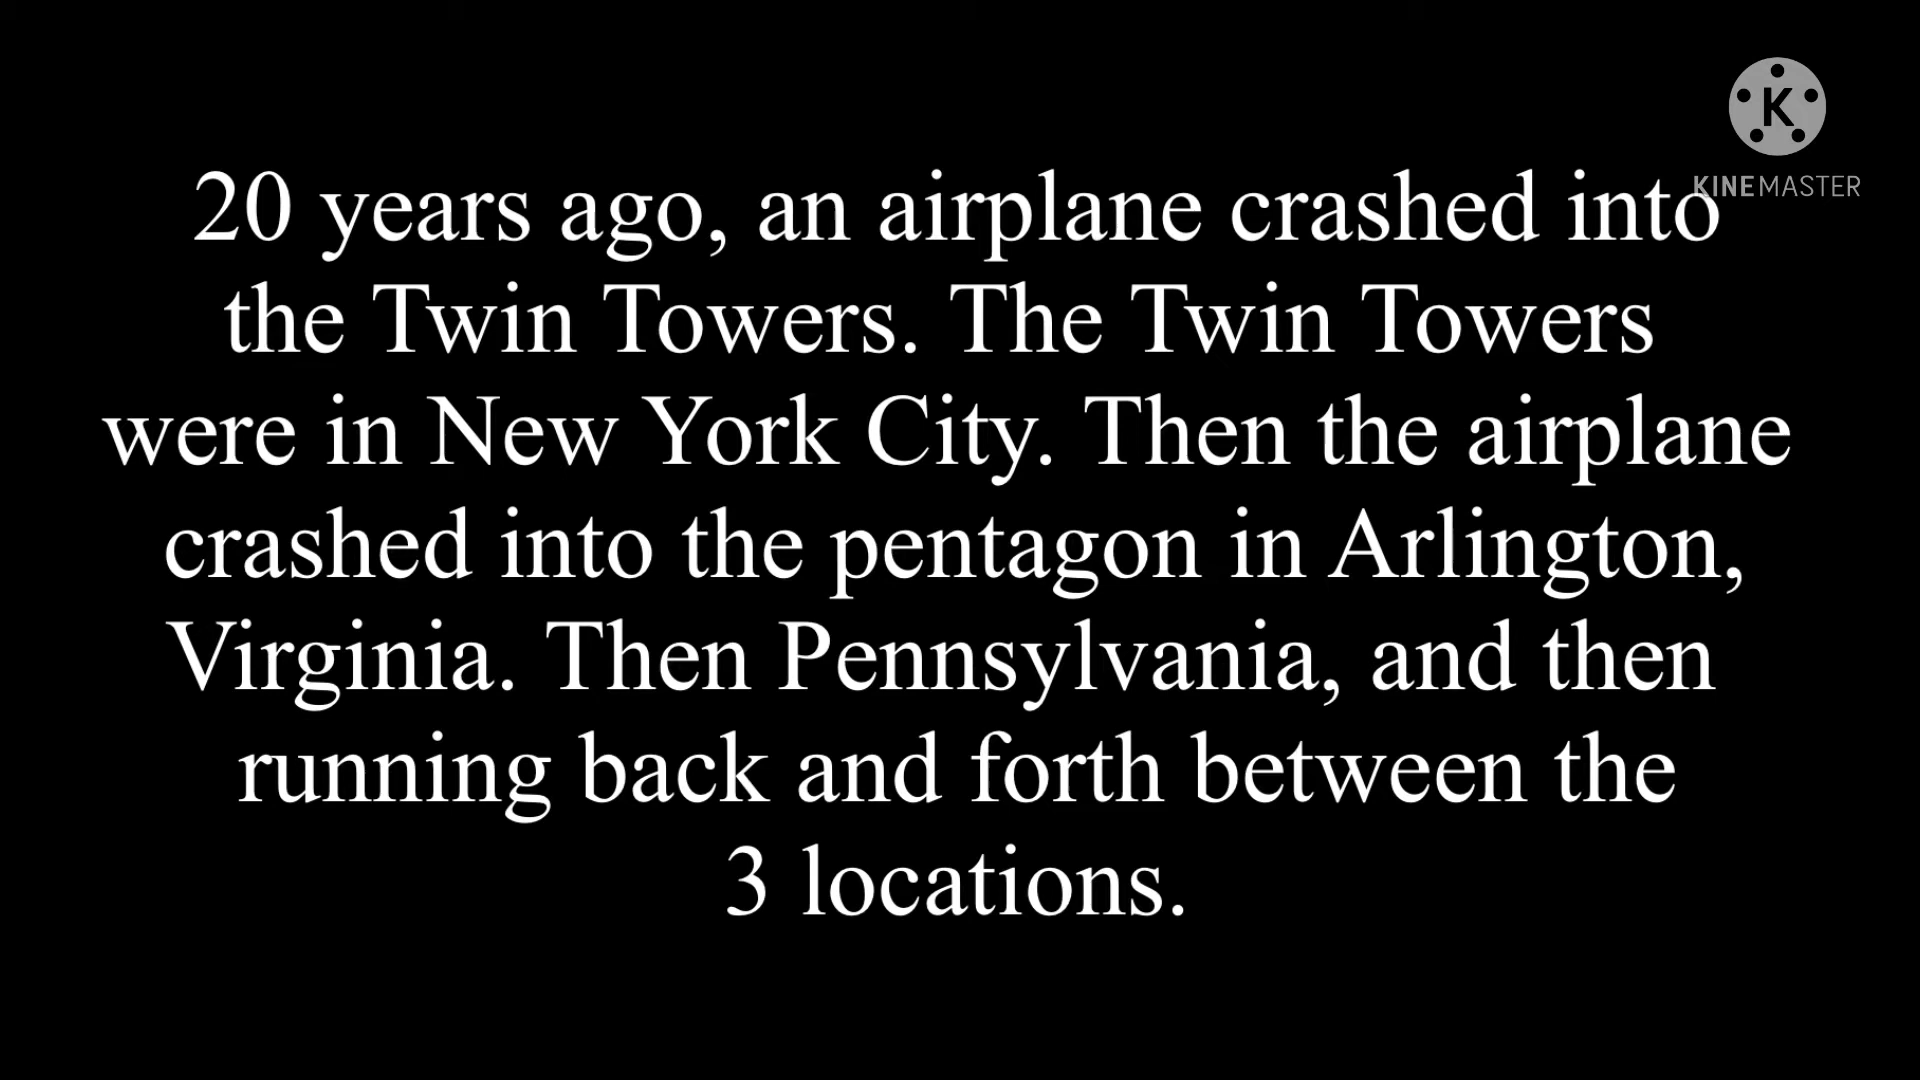 K
KINEMASTER
20 years ago, an airplane crashed into
the Twin Towers. The Twin Towers
were in New York City. Then the airplane
crashed into the pentagon in Arlington,
Virginia. Then Pennsylvania, and then
running back and forth between the
3 locations.